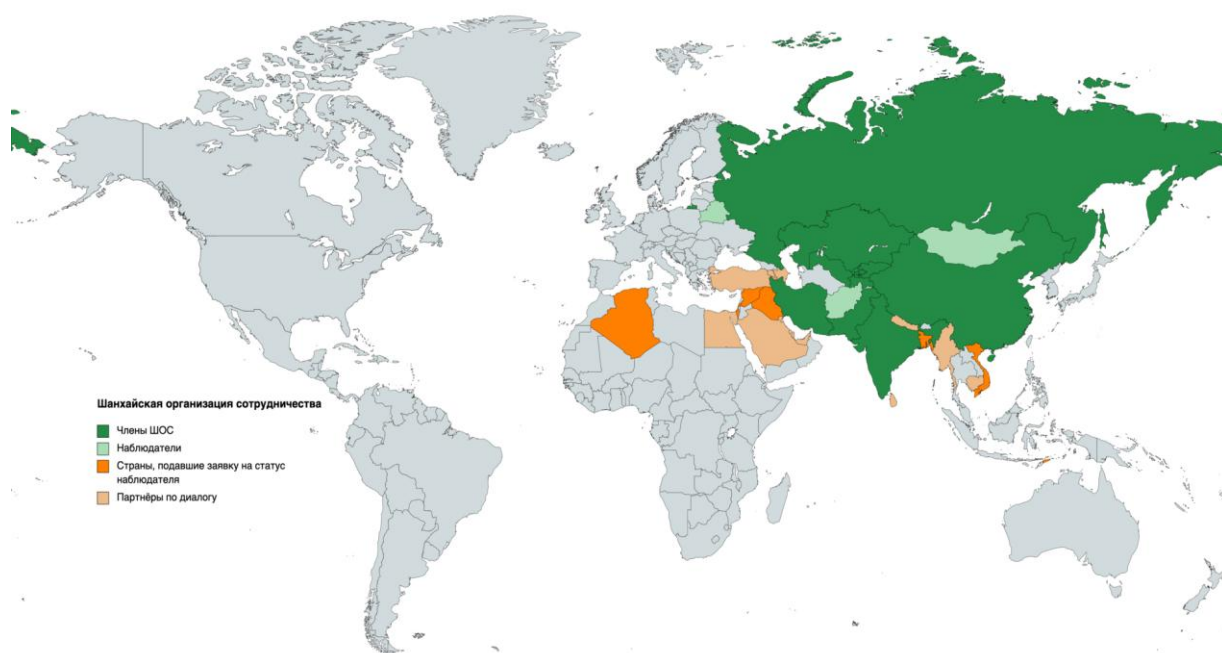 Шанхайская организация сотрудничества
Члены ШОС
Наблюдатели
Страны, подавшие заявку на статус
наблюдателя
Партнёры по диалогу